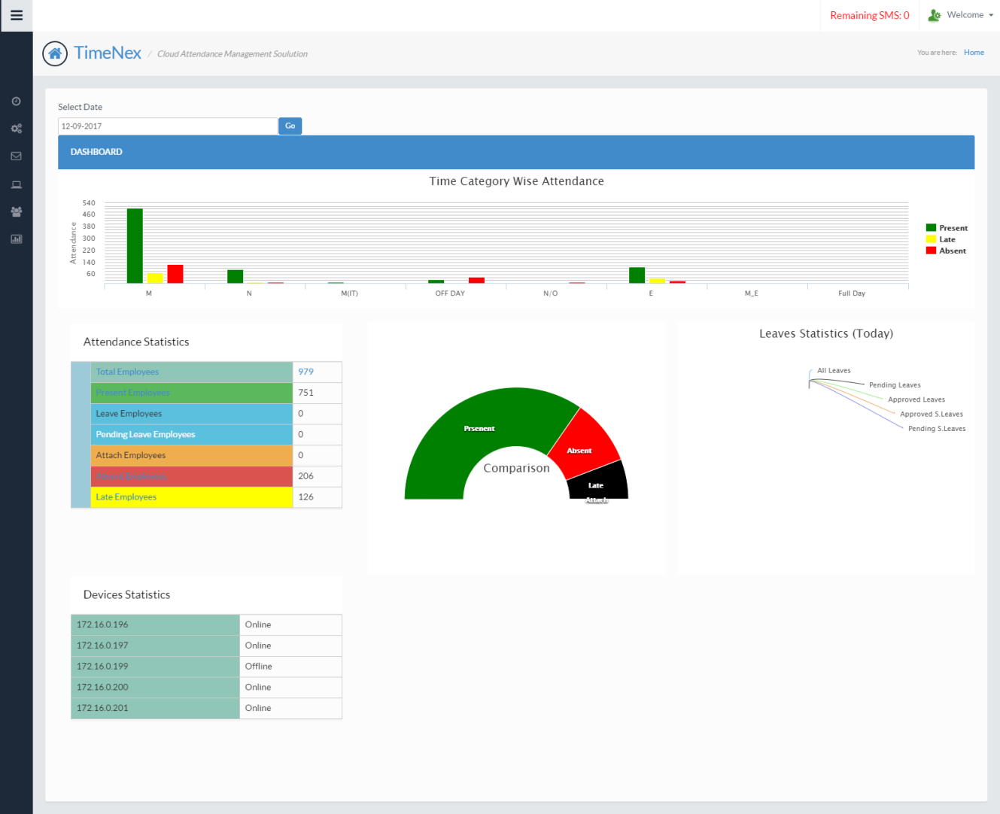 Remaining SMS: 0
Welcome
TimeNex / Cloud Attendance Management Soulution
You are here: Home
Select Date
12-09-2017
Go
DASHBOARD
Time Category Wise Attendance
Attendance
540
460
380
300
220
140
60
M N M(IT) OFF DAY N/O E M_E Full Day
Present
Late
Absent
Attendance Statistics
Total Employees 979
Present Employees 751
Leave Employees 0
Pending Leave Employees 0
Attach Employees 0
Absent Employees 206
Late Employees 126
Prsenent
Absent
Comparison
Late
Attach
Leaves Statistics (Today)
All Leaves
Pending Leaves
Approved Leaves
Approved S.Leaves
Pending S.Leaves
Devices Statistics
172.16.0.196 Online
172.16.0.197 Online
172.16.0.199 Offline
172.16.0.200 Online
172.16.0.201 Online